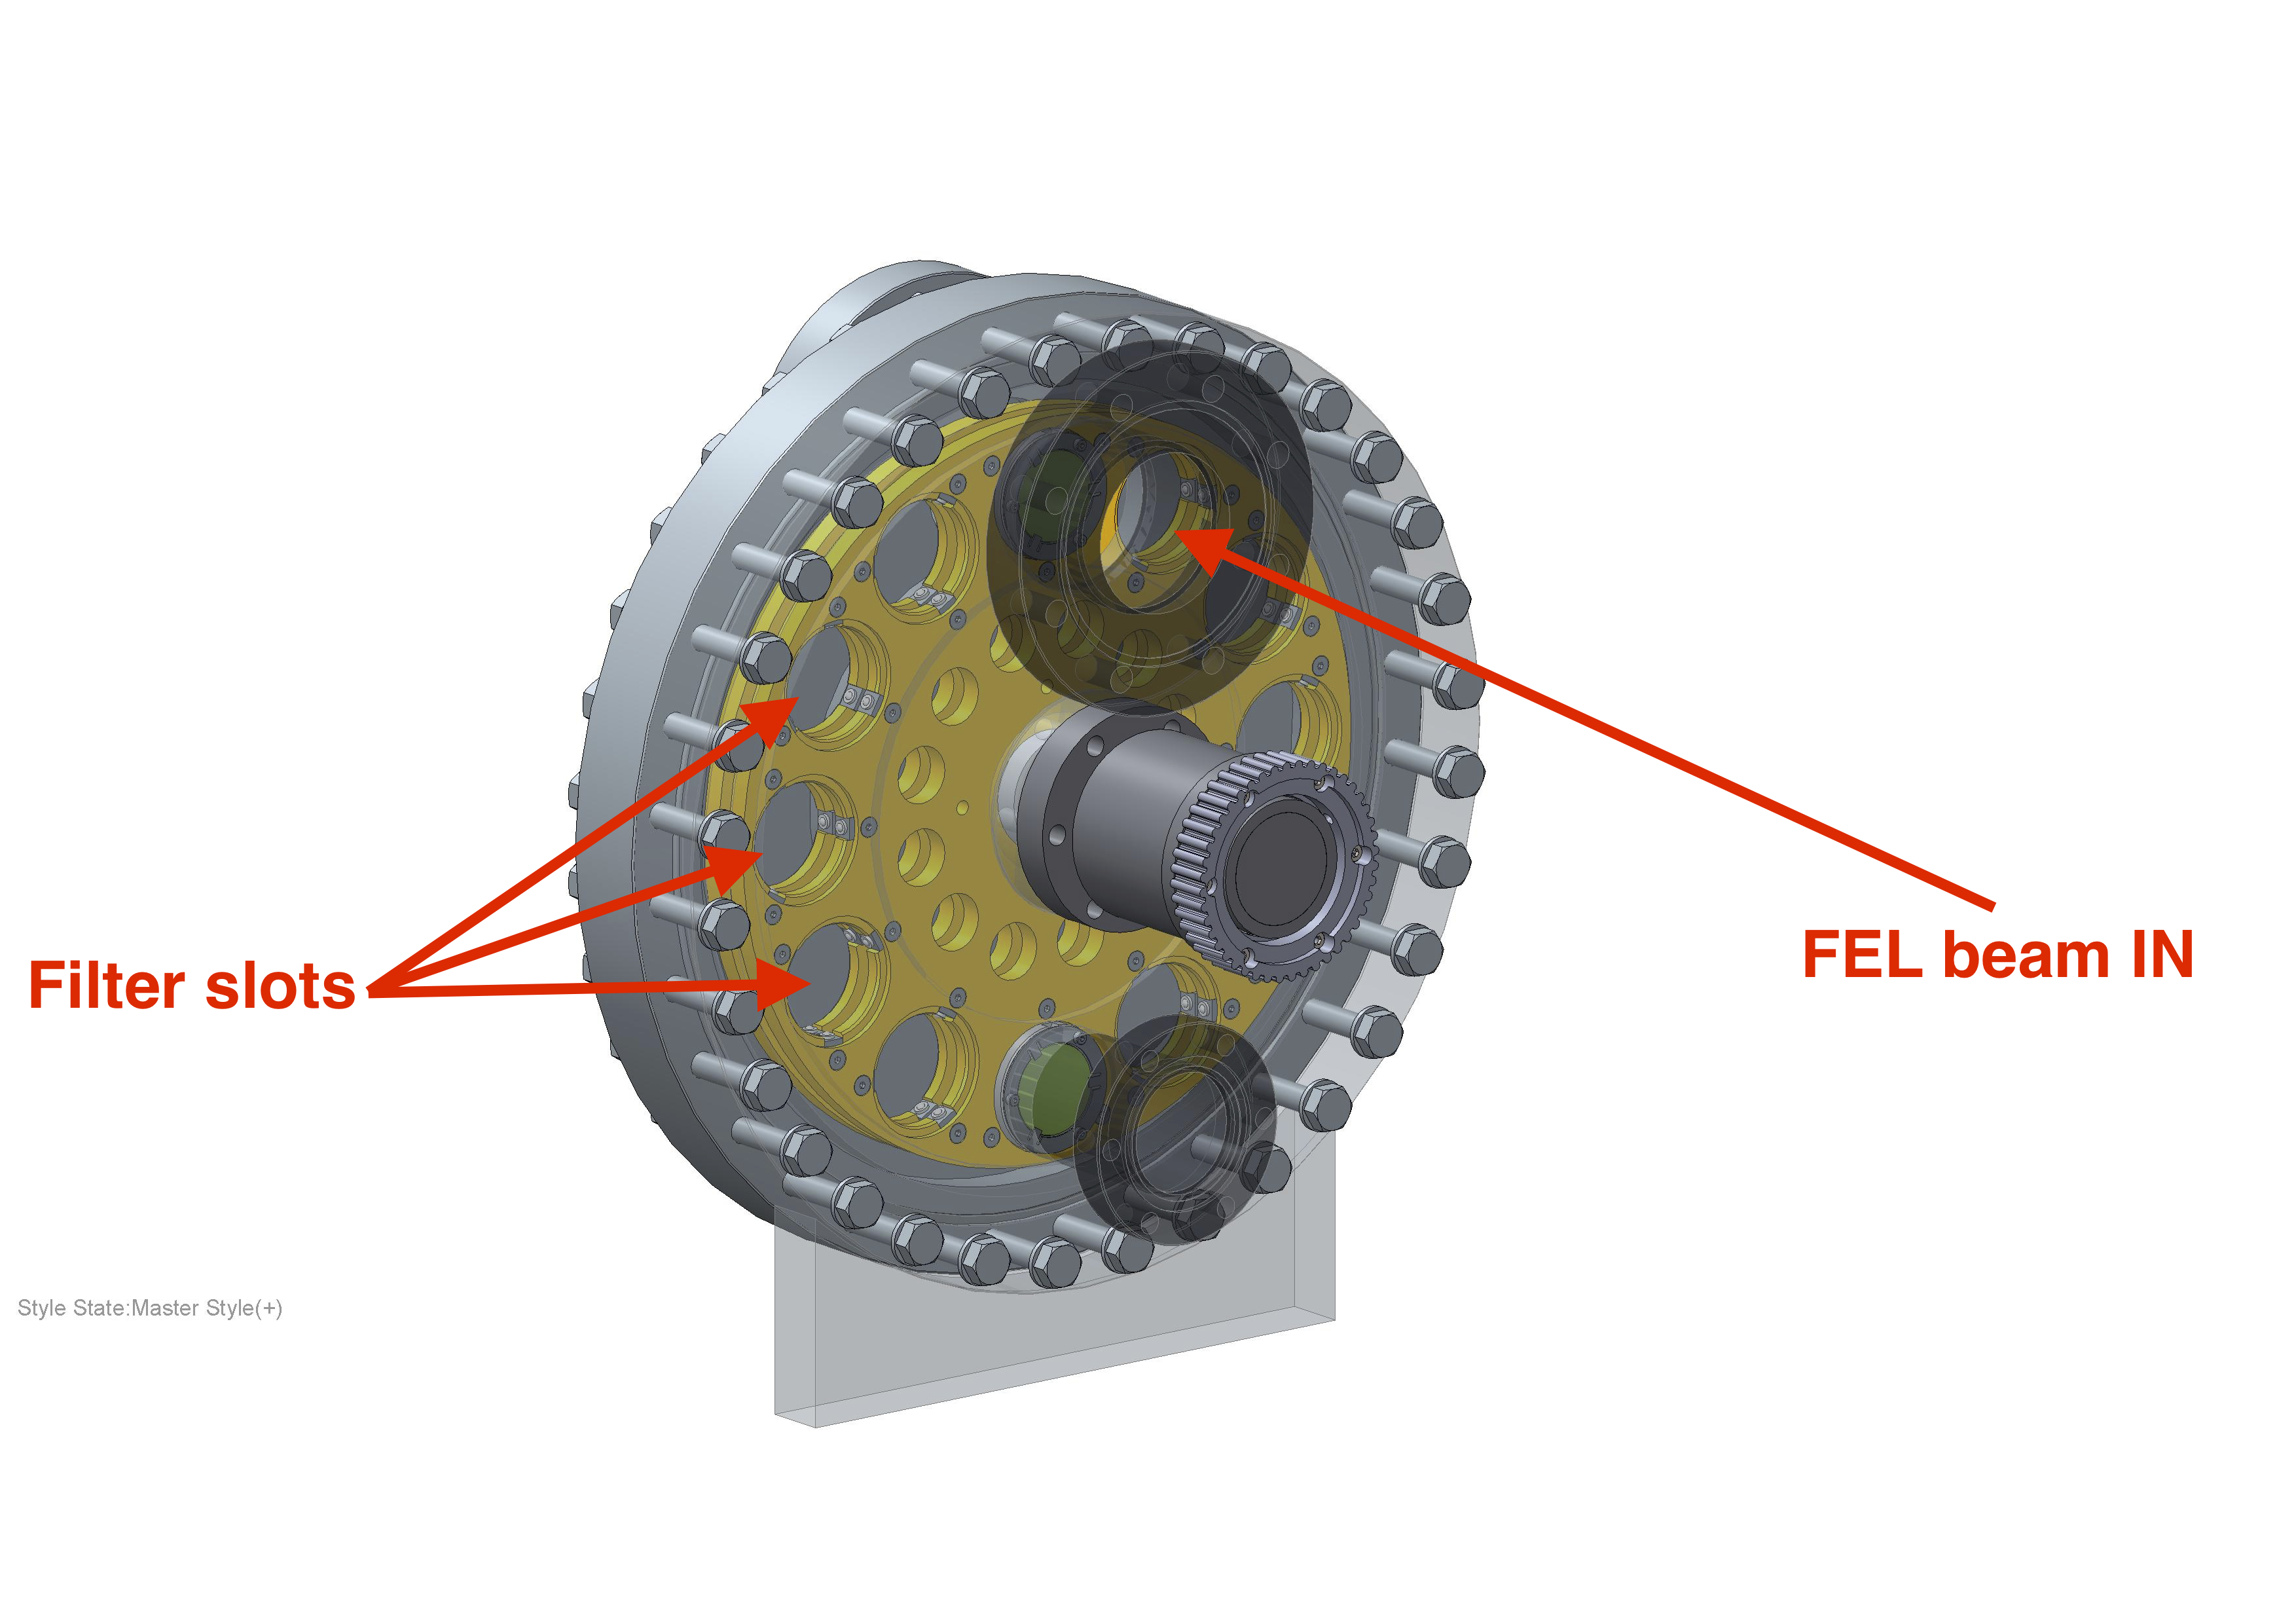 FEL beam IN
Filter slots
Style State:Master Style(+)